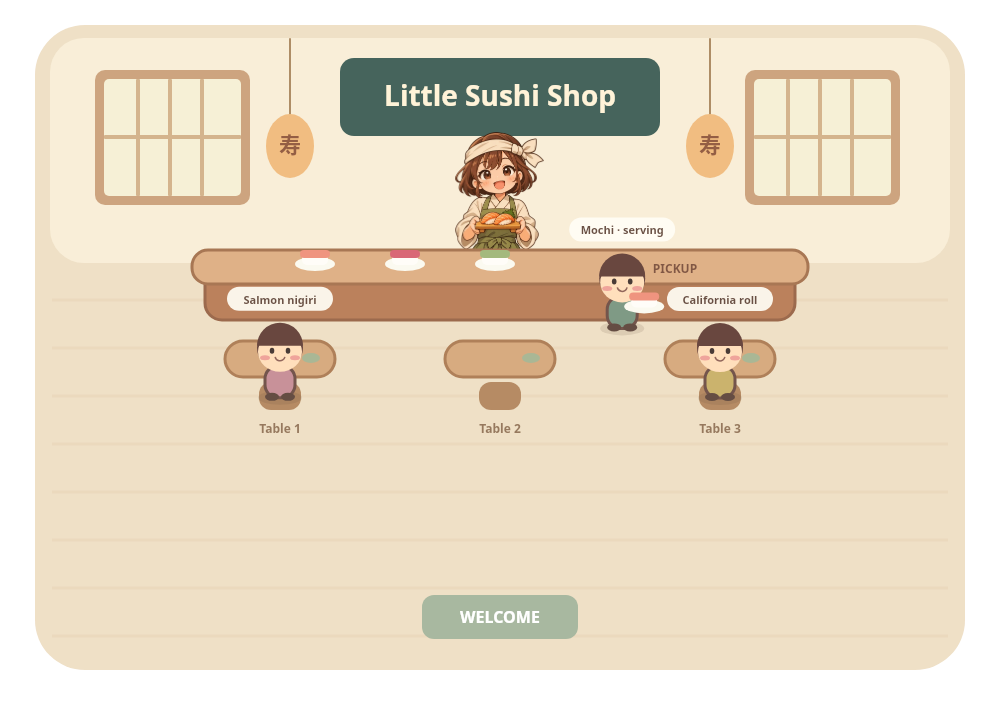 Little Sushi Shop
寿
寿
Mochi · serving
PICKUP
Salmon nigiri
California roll
Table 1
Table 2
Table 3
WELCOME